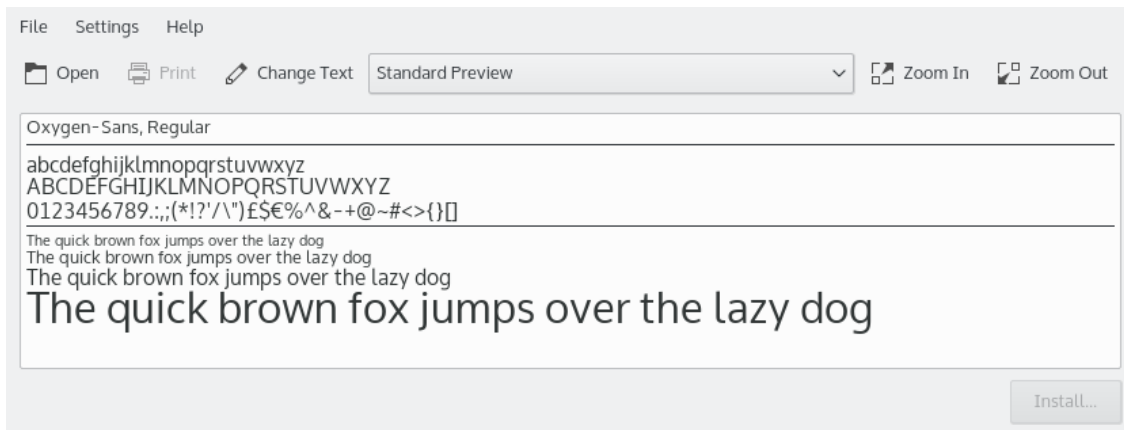 File Settings Help
Open Print Change Text Standard Preview Zoom In Zoom Out
Oxygen-Sans, Regular
abcdefghijklmnopqrstuvwxyz
ABCDEFGHIJKLMNOPQRSTUVWXYZ
0123456789.:,;(*!?'/\")£$€%^&-+@~#<>{}[]
The quick brown fox jumps over the lazy dog
The quick brown fox jumps over the lazy dog
The quick brown fox jumps over the lazy dog
The quick brown fox jumps over the lazy dog
Install...